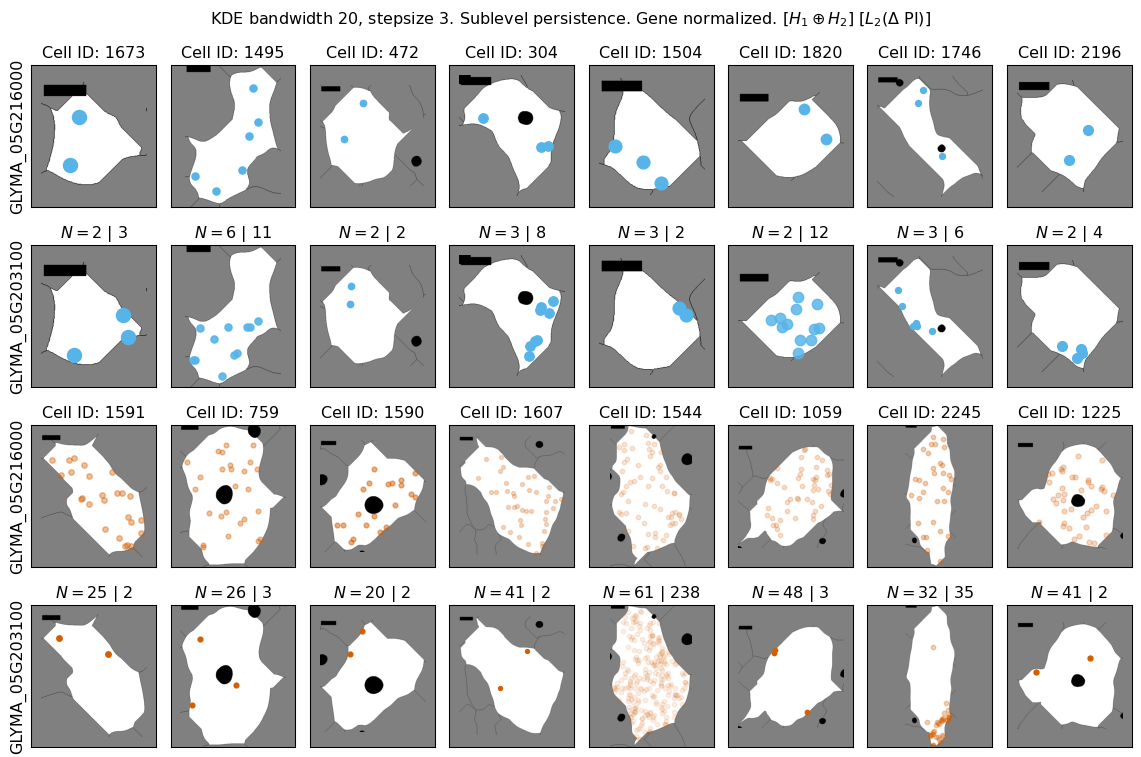 KDE bandwidth 20, stepsize 3. Sublevel persistence. Gene normalized. [H₁ ⊕ H₂] [L₂(Δ PI)]
Cell ID: 1673 Cell ID: 1495 Cell ID: 472 Cell ID: 304 Cell ID: 1504 Cell ID: 1820 Cell ID: 1746 Cell ID: 2196
GLYMA_05G216000
N = 2 | 3 N = 6 | 11 N = 2 | 2 N = 3 | 8 N = 3 | 2 N = 2 | 12 N = 3 | 6 N = 2 | 4
GLYMA_05G203100
Cell ID: 1591 Cell ID: 759 Cell ID: 1590 Cell ID: 1607 Cell ID: 1544 Cell ID: 1059 Cell ID: 2245 Cell ID: 1225
GLYMA_05G216000
N = 25 | 2 N = 26 | 3 N = 20 | 2 N = 41 | 2 N = 61 | 238 N = 48 | 3 N = 32 | 35 N = 41 | 2
GLYMA_05G203100